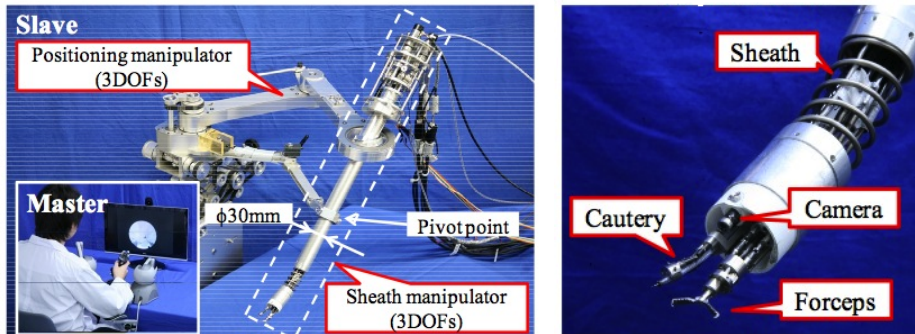 Slave
Positioning manipulator
(3DOFs)
Master
ϕ30mm
Pivot point
Sheath manipulator
(3DOFs)
Sheath
Camera
Cautery
Forceps